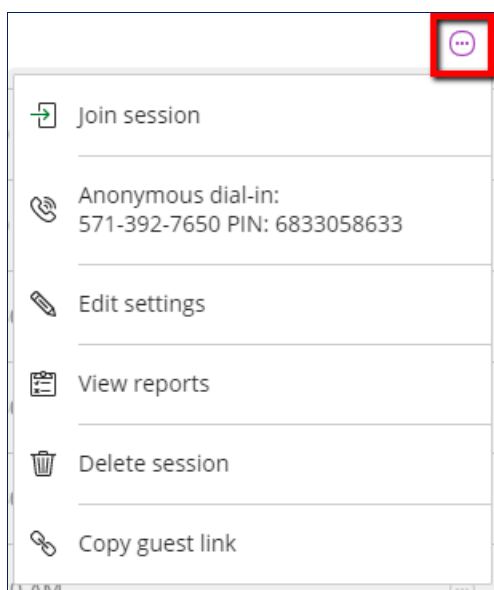 Join session
Anonymous dial-in:
571-392-7650 PIN: 6833058633
Edit settings
View reports
Delete session
Copy guest link